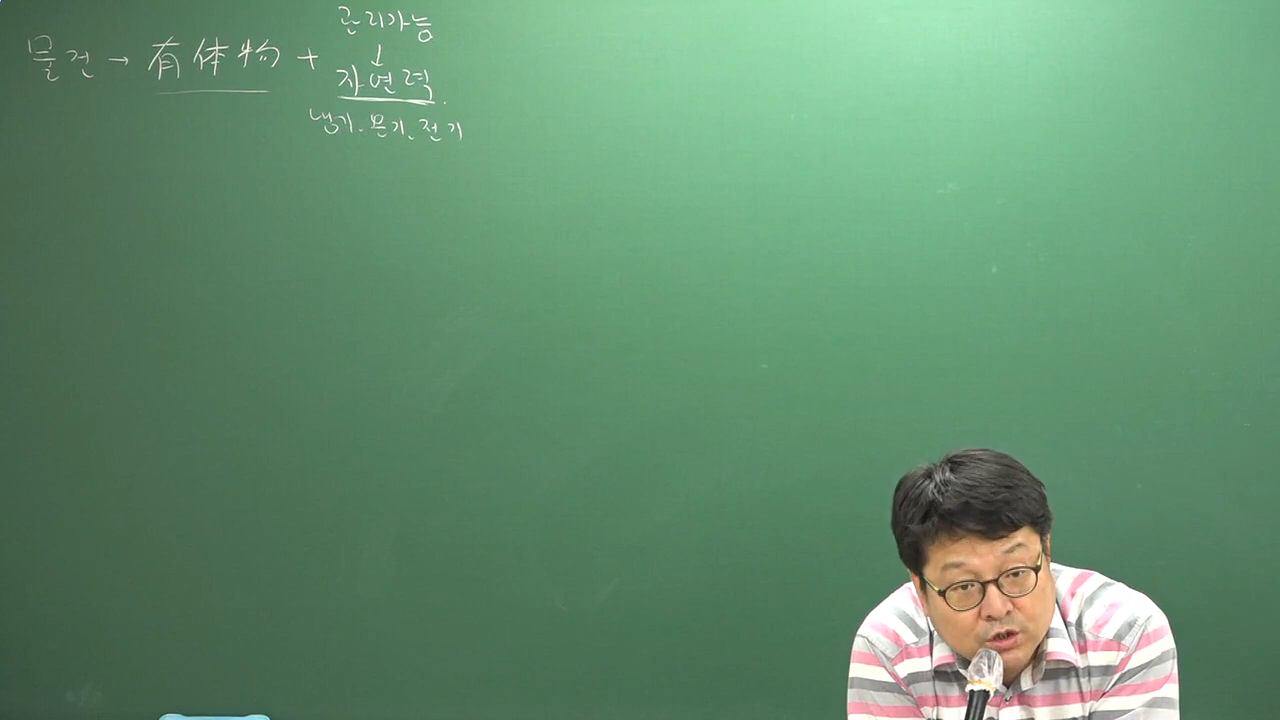 관리가능
↓
물건 → 有体物 + 자연력
냉기、온기、전기